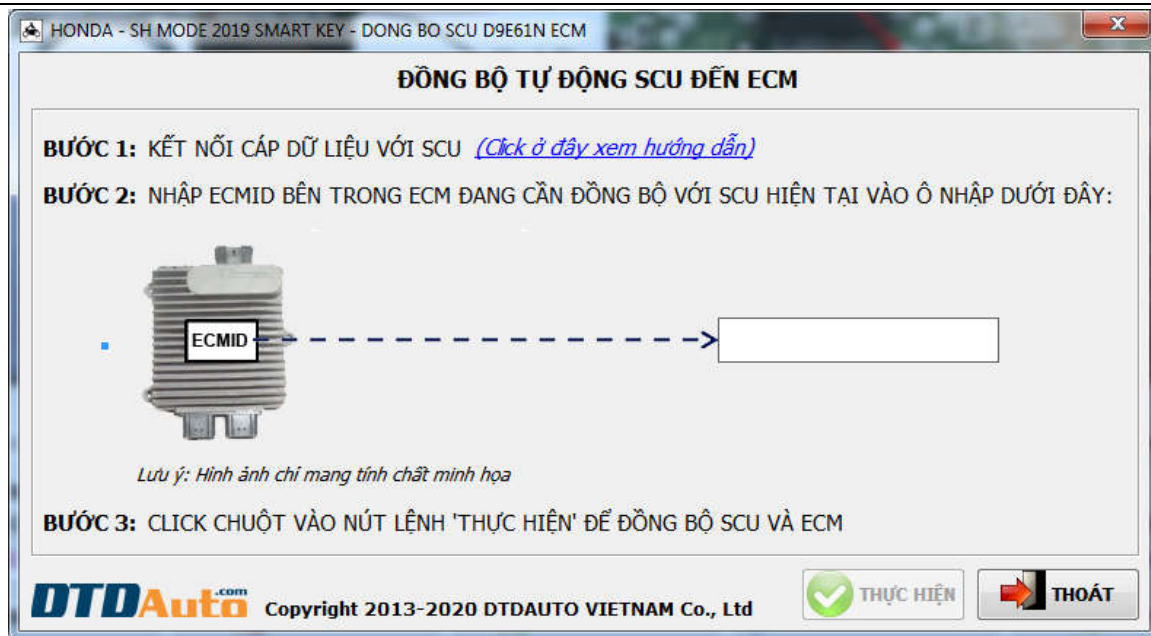 HONDA - SH MODE 2019 SMART KEY - DONG BO SCU D9E61N ECM
ĐỒNG BỘ TỰ ĐỘNG SCU ĐẾN ECM
BƯỚC 1: KẾT NỐI CÁP DỮ LIỆU VỚI SCU (Click ở đây xem hướng dẫn)
BƯỚC 2: NHẬP ECMID BÊN TRONG ECM ĐANG CẦN ĐỒNG BỘ VỚI SCU HIỆN TẠI VÀO Ô NHẬP DƯỚI ĐÂY:
ECMID
Lưu ý: Hình ảnh chỉ mang tính chất minh họa
BƯỚC 3: CLICK CHUỘT VÀO NÚT LỆNH 'THỰC HIỆN' ĐỂ ĐỒNG BỘ SCU VÀ ECM
DTDAuto.com Copyright 2013-2020 DTDAUTO VIETNAM Co., Ltd THỰC HIỆN THOÁT